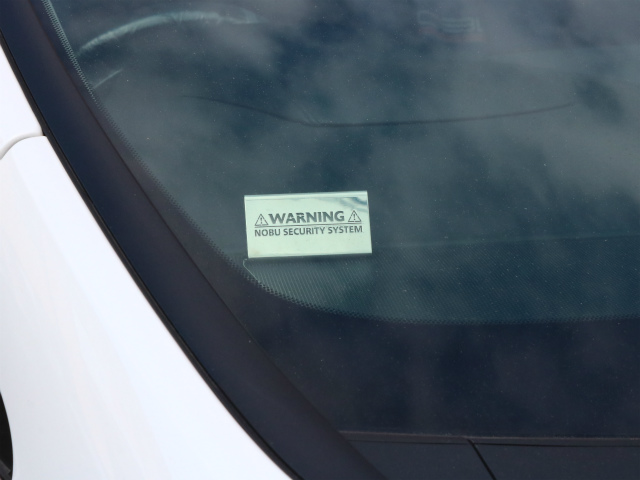 ⚠WARNING⚠
NOBU SECURITY SYSTEM